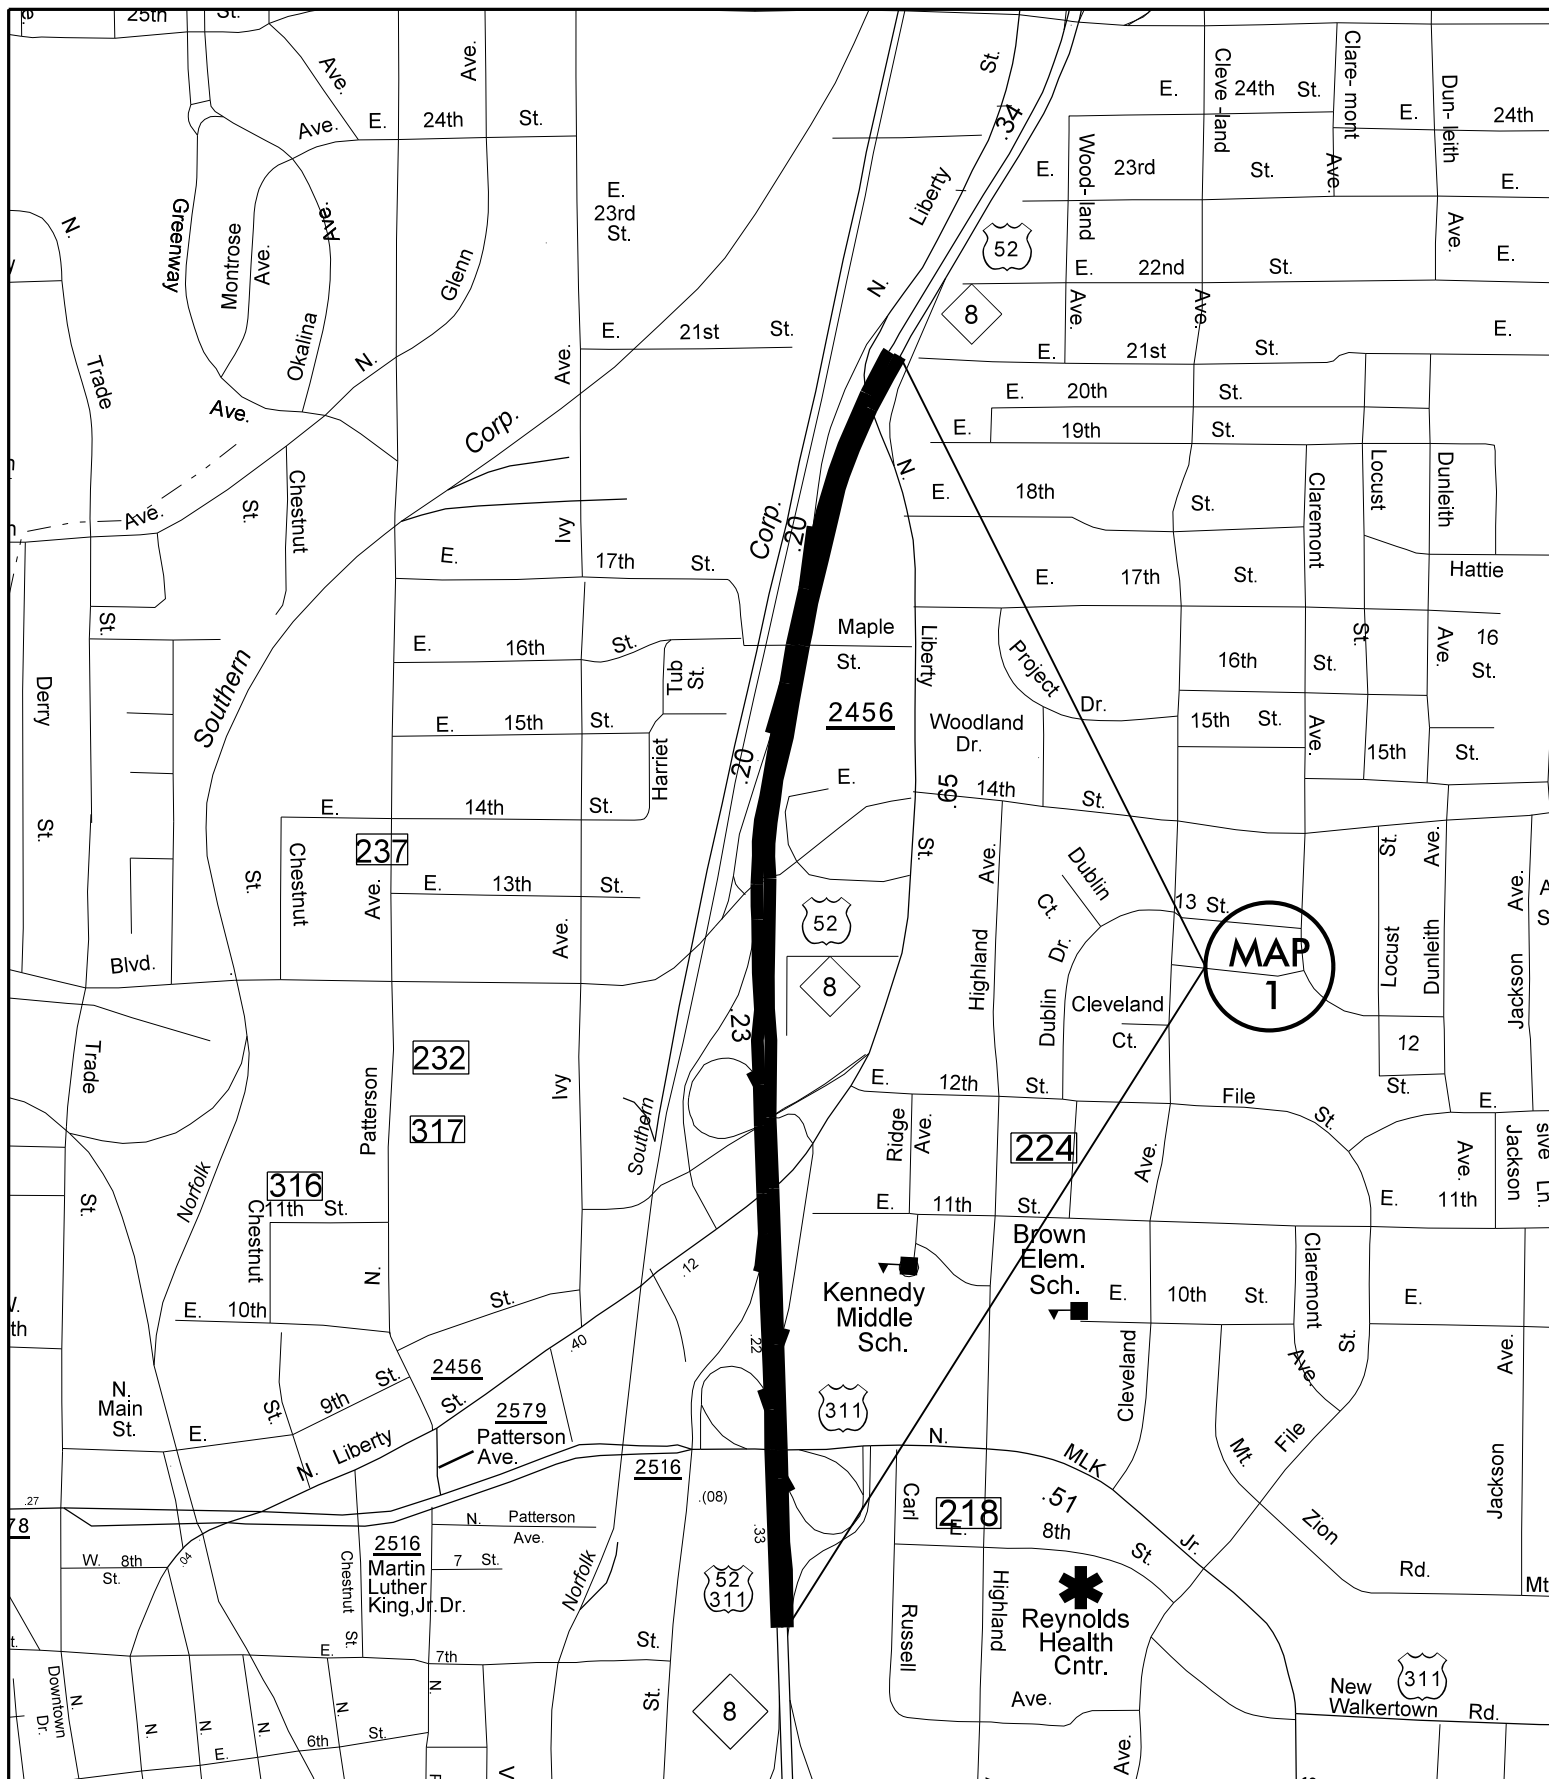 25th St.
Ave.
Ave.
St.
Cleve-land
Clare-mont
Dun-leith
E. 24th St.
E. 24th
Ave. E. 24th St.
.34
Wood-land
E. 23rd St.
Ave.
E.
E.
23rd
St.
N.
Greenway
Montrose
Ave.
Ave.
Glenn
Liberty
52
Ave.
E.
E. 22nd St.
N.
8
Ave.
Ave.
E.
Okalina
N.
E. 21st St.
E. 21st St.
Trade
Ave.
Ave.
E. 20th St.
Corp.
E. 19th St.
N.
Chestnut
St.
Ave.
E. 18th St.
Claremont
Locust
Dunleith
Ivy
Corp.
.20
E. 17th St.
E. 17th St.
Hattie
St.
Maple
St.
Liberty
Project
Dr.
E. 16th St.
16th St.
St.
Ave.
16
St.
Southern
Tub
St.
Derry
St.
2456
Woodland
Dr.
E. 15th St.
15th St.
Ave.
15th St.
Harriet
.20
E.
.65
14th St.
E. 14th St.
237
Chestnut
St.
St.
Highland
Ave.
Dublin
Ct.
St.
Ave.
E. 13th St.
Ave.
Ave.
13 St.
Locust
Dunleith
Jackson
Ave.
52
MAP
1
Blvd.
8
Dublin
Dr.
Cleveland
Ct.
12
St.
.23
Trade
St.
232
Patterson
Ivy
E. 12th St.
File
St.
E.
317
Southern
Ridge
Ave.
224
Ave.
Ave.
Jackson
sive Ln.
Norfolk
316
Chestnut
11th St.
E. 11th St.
E. 11th
Brown
Elem.
Sch.
Claremont
Ave.
N.
.12
Kennedy
Middle
Sch.
E. 10th St.
E.
E. 10th
St.
.40
.22
St.
Ave.
Cleveland
2456
N.
Main
St.
E.
St.
9th St.
St.
2579
Patterson
Ave.
311
N.
MLK
Jr.
Mt.
File
Jackson
N. Liberty
2516
.27
78
.(08)
Carl
218
.51
Zion
Rd.
Mt
N. Patterson
Ave.
.33
E. 8th
St.
W. 8th
St.
.04
Chestnut
St.
2516
Martin
Luther
King,Jr.Dr.
7 St.
Norfolk
52
311
Russell
Highland
Reynolds
Health
Cntr.
E.
7th
St.
St.
311
New
Walkertown Rd.
Downtown
Dr.
N.
N.
N.
N.
N.
N.
E. 6th St.
8
Ave.
Ave.